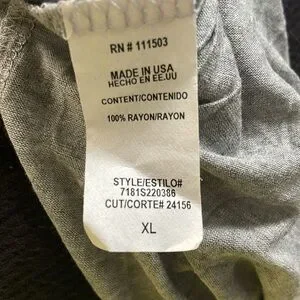 RN # 111503
MADE IN USA
HECHO EN EE.UU
CONTENT/CONTENIDO
100% RAYON/RAYON
STYLE/ESTILO#
7181S220386
CUT/CORTE# 24156
XL